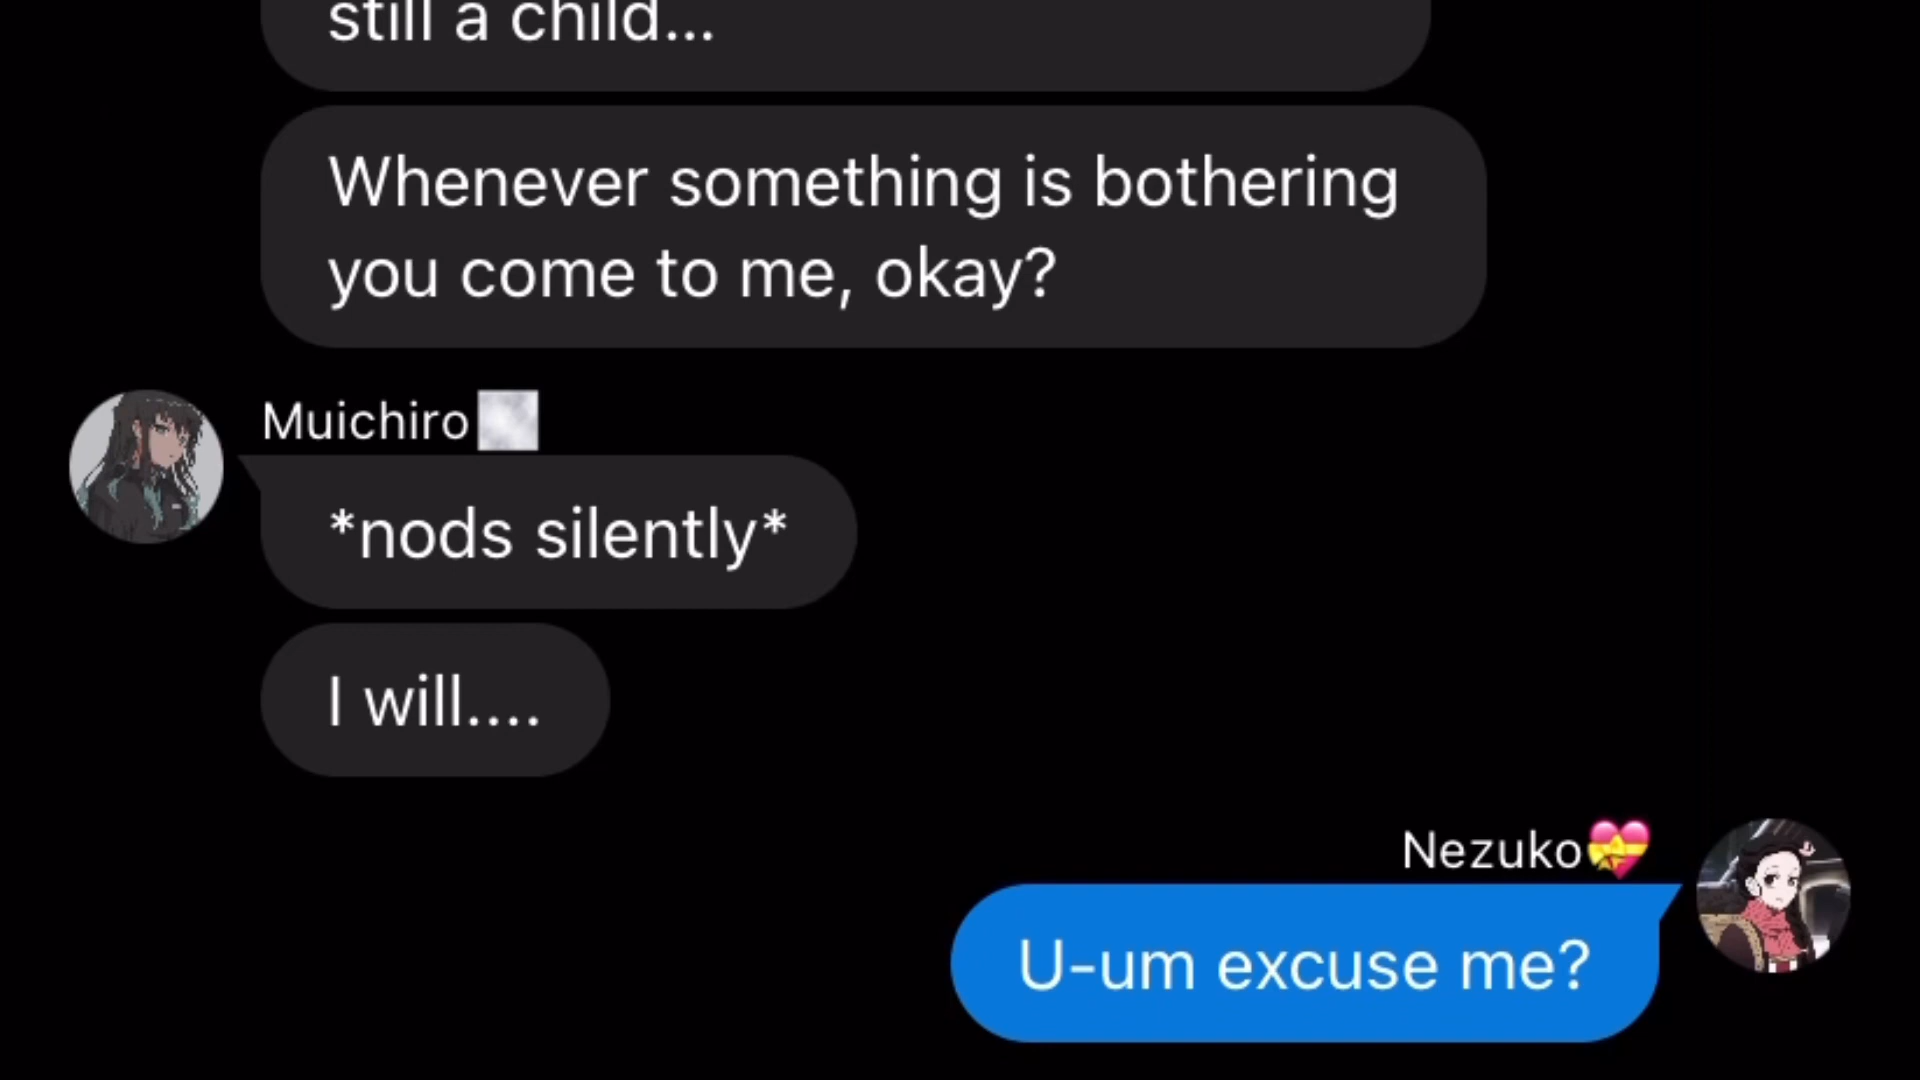 still a child...
Whenever something is bothering
you come to me, okay?
Muichiro
*nods silently*
I will....
Nezuko💝
U-um excuse me?